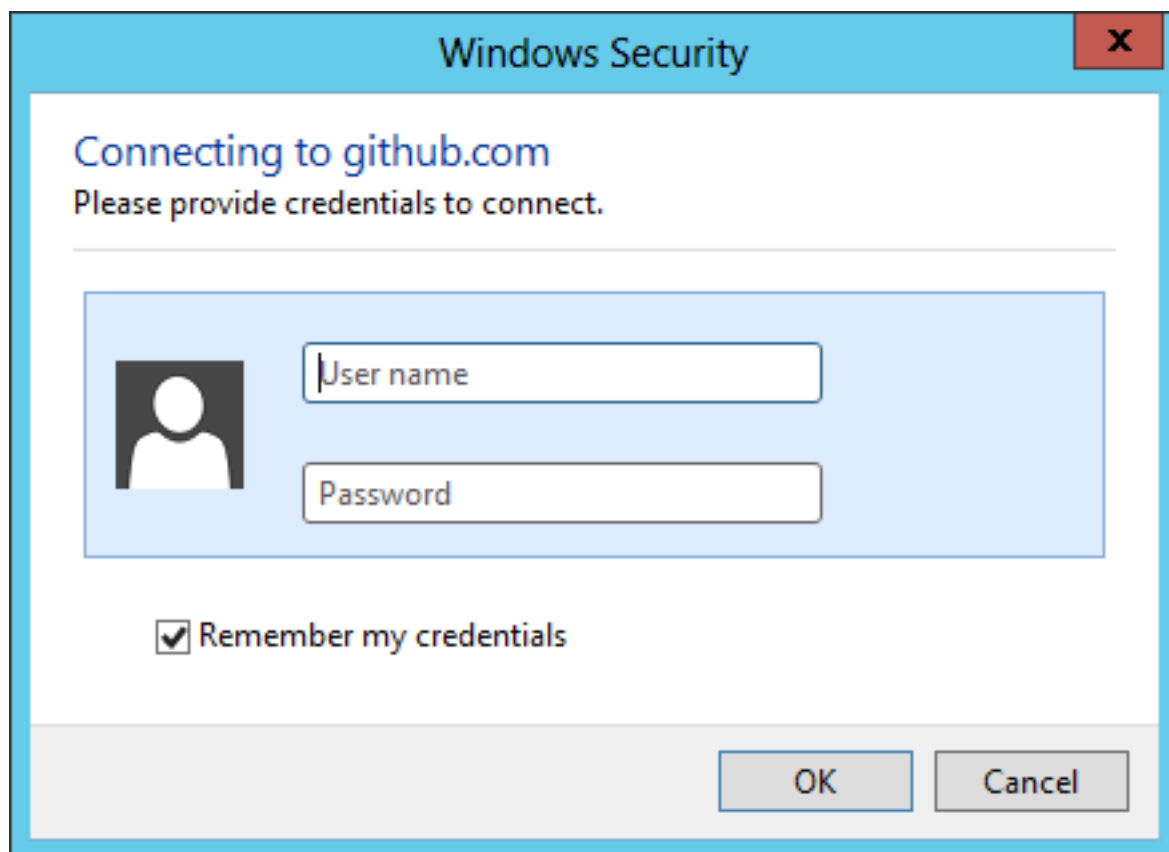 Windows Security
x
Connecting to github.com
Please provide credentials to connect.
User name
Password
Remember my credentials
OK
Cancel